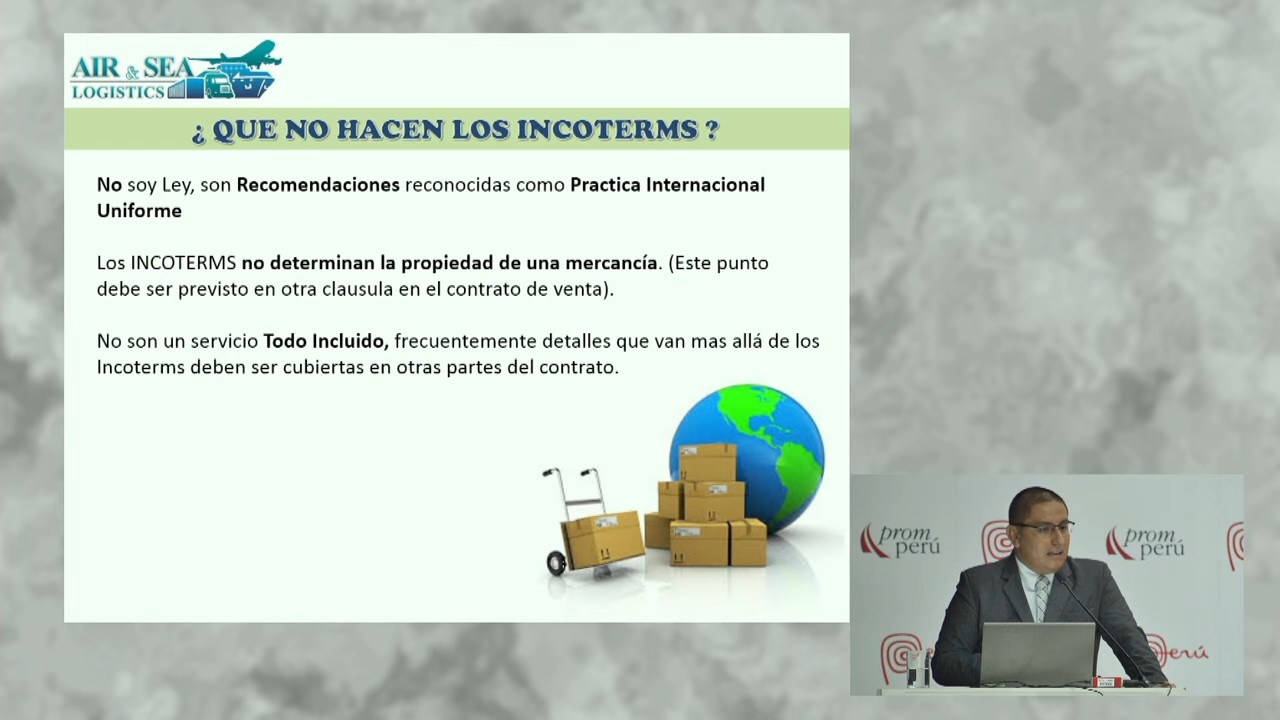 AIR & SEA
LOGISTICS
¿ QUE NO HACEN LOS INCOTERMS ?
No soy Ley, son Recomendaciones reconocidas como Practica Internacional
Uniforme
Los INCOTERMS no determinan la propiedad de una mercancía. (Este punto
debe ser previsto en otra clausula en el contrato de venta).
No son un servicio Todo Incluido, frecuentemente detalles que van mas allá de los
Incoterms deben ser cubiertas en otras partes del contrato.
prom
perú
prom
perú